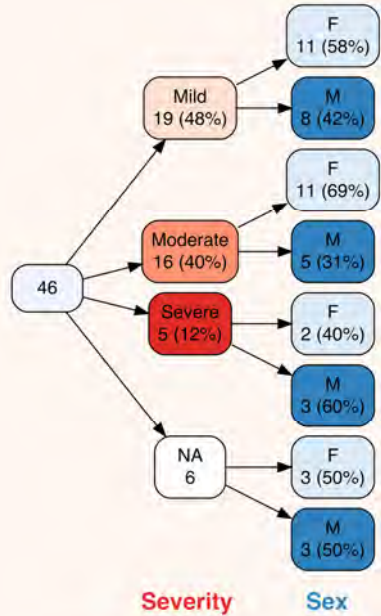 F
11 (58%)
Mild
19 (48%)
M
8 (42%)
F
11 (69%)
Moderate
16 (40%)
M
5 (31%)
46
Severe
5 (12%)
F
2 (40%)
M
3 (60%)
NA
6
F
3 (50%)
M
3 (50%)
Severity Sex